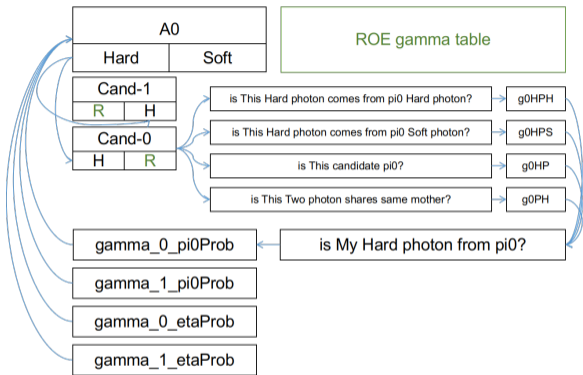 A0
Hard Soft
ROE gamma table
Cand-1
R H
Cand-0
H R
is This Hard photon comes from pi0 Hard photon? g0HPH
is This Hard photon comes from pi0 Soft photon? g0HPS
is This candidate pi0? g0HP
is This Two photon shares same mother? g0PH
gamma_0_pi0Prob
is My Hard photon from pi0?
gamma_1_pi0Prob
gamma_0_etaProb
gamma_1_etaProb